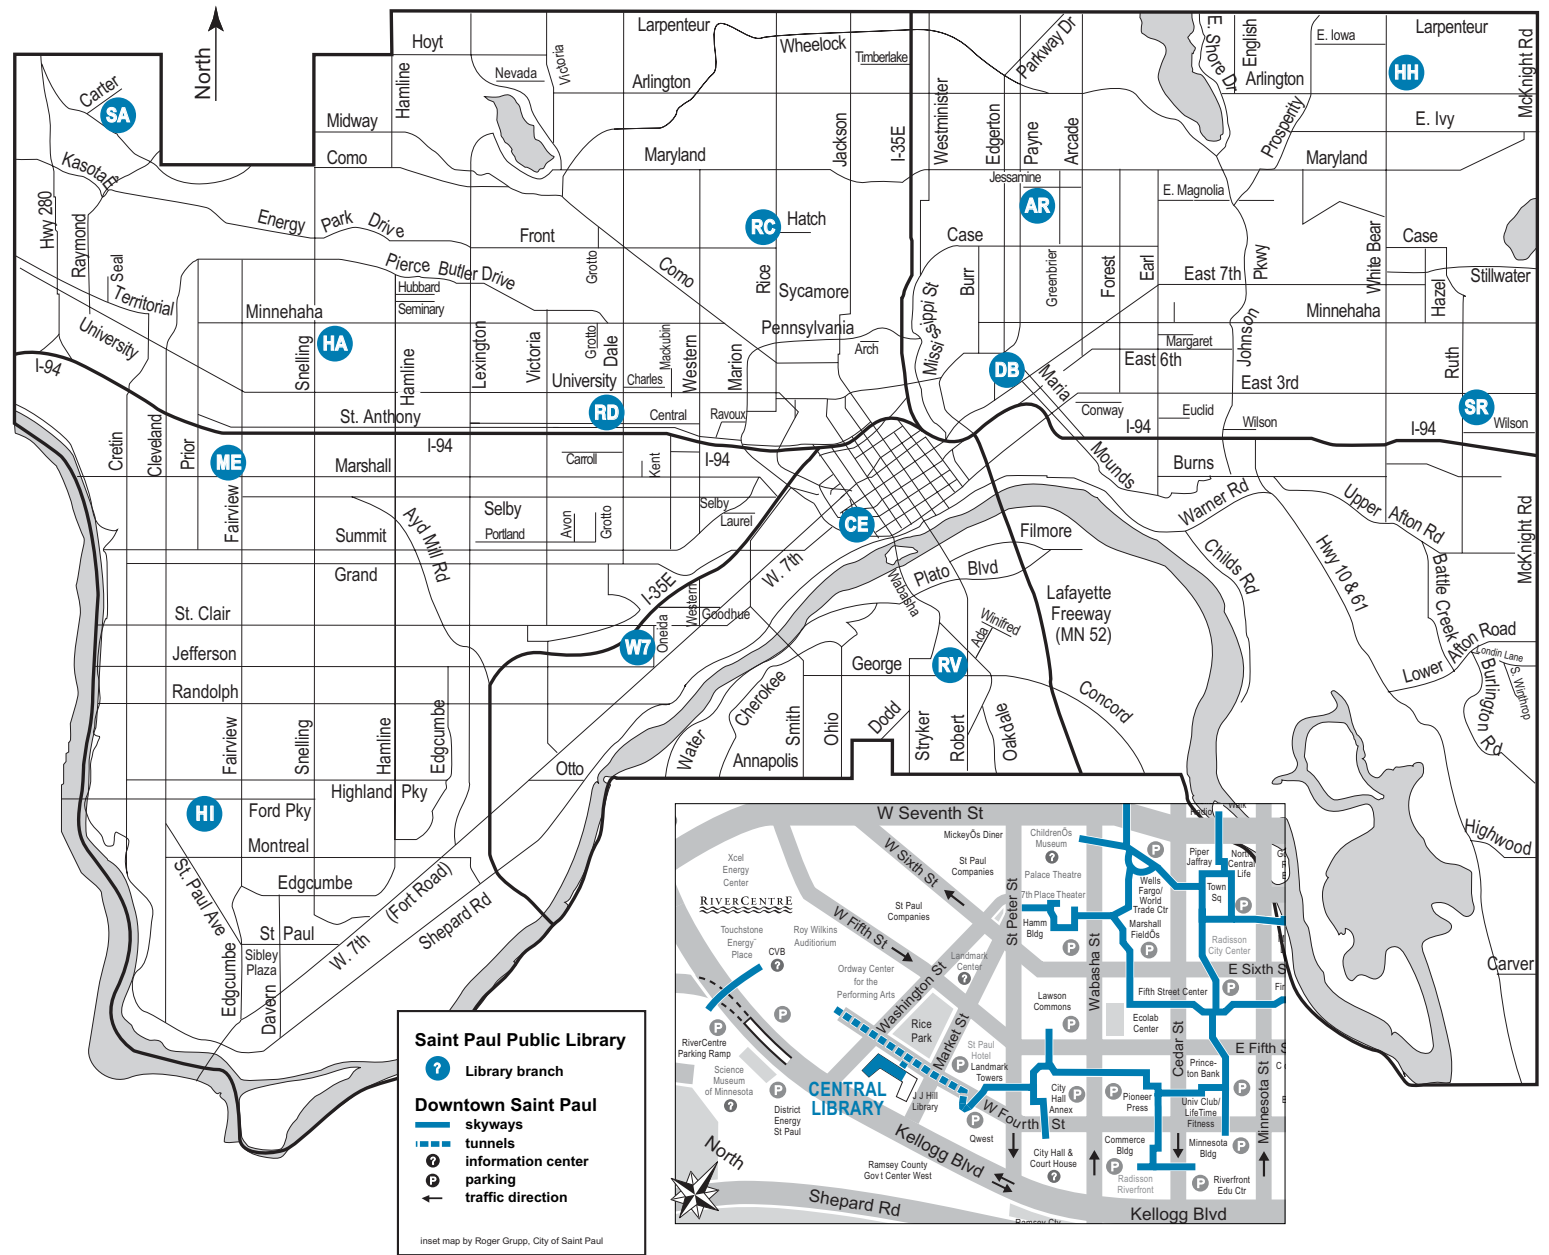 North
Hoyt
Larpenteur
Wheelock
Timberlake
Parkway Dr
E. Shore Dr
English
E. Iowa
Larpenteur
McKnight Rd
Carter
SA
Hamline
Nevada
Victoria
Arlington
Arlington
HH
Midway
Como
Maryland
Jackson
I-35E
Westminister
Edgerton
Payne
Arcade
Prosperity
E. Ivy
Maryland
Kasota
Hwy 280
Raymond
Seal
Territorial
University
Energy
Park
Drive
Front
Grotto
Como
RC
Hatch
Rice
Sycamore
Jessamine
AR
E. Magnolia
Case
Burr
Greenbrier
Forest
Earl
East 7th
Pkwy
White Bear
Case
Hazel
Stillwater
Pierce
Butler Drive
Hubbard
Seminary
Minnehaha
Minnehaha
Pennsylvania
Arch
Mississippi St
Margaret
East 6th
Johnson
East 3rd
Ruth
I-94
HA
Snelling
Hamline
Lexington
Victoria
Grotto
Dale
Mackubin
Western
Marion
University
Charles
St. Anthony
RD
Central
Ravoux
DB
Maria
Conway
Euclid
Wilson
I-94
I-94
SR
Wilson
Cretin
Cleveland
Prior
ME
Fairview
Marshall
I-94
Carroll
Kent
I-94
Mounds
Burns
Warner Rd
Upper
Afton Rd
McKnight Rd
Selby
Portland
Avon
Grotto
Selby
Laurel
Summit
Ayd Mill Rd
Grand
I-35E
W. 7th
CE
Wabasha
Plato
Blvd
Filmore
Lafayette
Freeway
(MN 52)
Childs Rd
Hwy 10 & 61
Battle Creek
St. Clair
Western
Goodhue
Oneida
W7
Jefferson
Randolph
Winifred
Ada
George
RV
Concord
Lower
Afton Road
Londin Lane
Burlington
Rd
S. Winthrop
Fairview
Snelling
Hamline
Edgcumbe
Water
Cherokee
Annapolis
Smith
Ohio
Dodd
Stryker
Robert
Oakdale
Otto
Highland
Pky
HI
Ford Pky
Montreal
Edgcumbe
St. Paul Ave
St
Paul
Sibley
Plaza
Edgcumbe
Davern
W. 7th
(Fort Road)
Shepard Rd
Highwood
Carver
Saint Paul Public Library
?
Library branch
Downtown Saint Paul
skyways
tunnels
? information center
P parking
traffic direction
inset map by Roger Grupp, City of Saint Paul
W Seventh St
MickeyÕs Diner
ChildrenÕs
Museum
?
Palace Theatre
7th Place Theater
St Paul
Companies
W Sixth St
St Paul
Companies
Xcel
Energy
Center
RIVERCENTRE
Touchstone
Energy
Place
CVB
?
Roy Wilkins
Auditorium
W Fifth St
Ordway Center
for the
Performing Arts
Landmark
Center
?
Washington St
Rice
Park
Market St
St Peter St
Hamm
Bldg
Wabasha St
Wells
Fargo/
World
Trade Ctr
Marshall
FieldÕs
Piper
Jaffray
North
Central
Life
Town
Sq
Radisson
City Center
E Sixth S
Fifth Street Center
Lawson
Commons
Ecolab
Center
Cedar St
E Fifth S
Prince-
ton Bank
Minnesota St
St Paul
Hotel
Landmark
Towers
RiverCentre
Parking Ramp
Science
Museum
of Minnesota
?
District
Energy
St Paul
CENTRAL
LIBRARY
J J Hill
Library
W Fourth St
Qwest
City
Hall
Annex
Pioneer
Press
Univ Club/
LifeTime
Fitness
Minnesota
Bldg
Commerce
Bldg
City Hall &
Court House
?
Radisson
Riverfront
Riverfront
Edu Ctr
Ramsey County
Gov't Center West
Kellogg Blvd
Kellogg Blvd
Shepard Rd
North